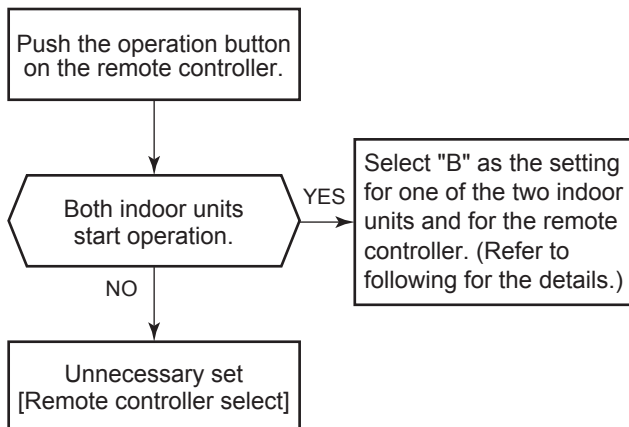 Push the operation button
on the remote controller.
Both indoor units
start operation.
YES
Select "B" as the setting
for one of the two indoor
units and for the remote
controller. (Refer to
following for the details.)
NO
Unnecessary set
[Remote controller select]